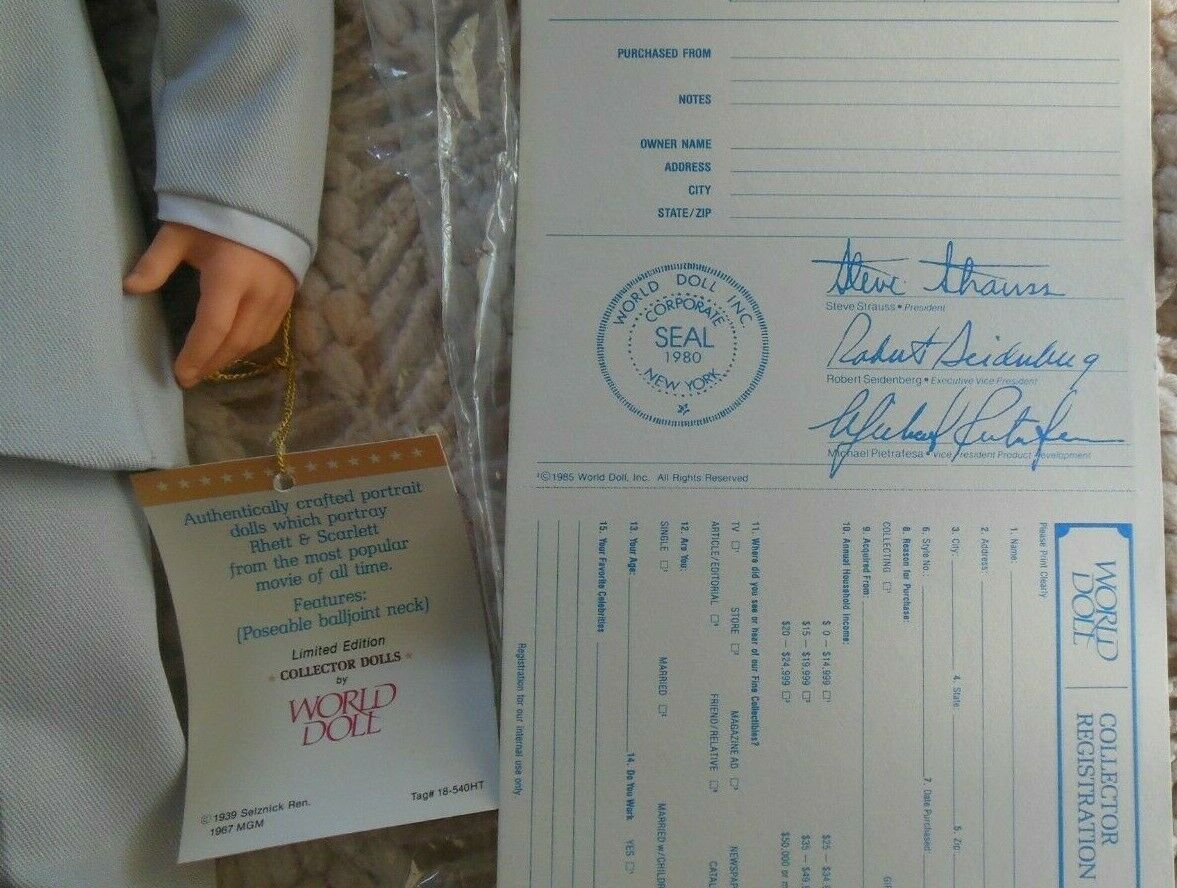 PURCHASED FROM
NOTES
OWNER NAME
ADDRESS
CITY
STATE/ZIP
WORLD DOLL INC.
CORPORATE
SEAL
1980
NEW YORK
Steve Strauss
Steve Strauss • President
Robert Seidenberg
Robert Seidenberg • Executive Vice President
Michael Pietrafesa • Vice President Product Development
©1985 World Doll, Inc. All Rights Reserved
Authentically crafted portrait
dolls which portray
Rhett & Scarlett
from the most popular
movie of all time.
Features:
(Poseable balljoint neck)
Limited Edition
COLLECTOR DOLLS
by
WORLD
DOLL
© 1939 Selznick Ren.
1967 MGM
Tag# 18-540HT
WORLD
DOLL
COLLECTOR
REGISTRATION
Please Print Clearly
1. Name:
2. Address:
3. City: 4. State 5. Zip
6. Style No.: 7. Date Purchased:
8. Reason for Purchase:
COLLECTING
9. Acquired From:
10. Annual Household Income:
$ 0 — $14,999 $25 —
$15 — $19,999 $35 —
$20 — $24,999 $50,000 or
11. Where did you see or hear of our Fine Collectibles?
TV STORE MAGAZINE AD
ARTICLE/EDITORIAL FRIEND/RELATIVE
12. Are You:
SINGLE MARRIED MARRIED w/
13. Your Age: 14. Do You Work YES
15. Your Favorite Celebrities
Registration for our internal use only